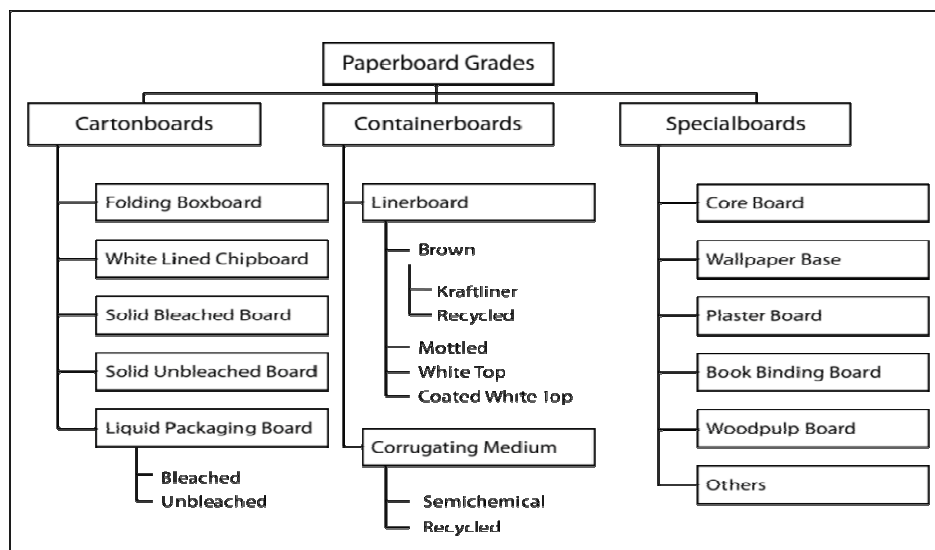 Paperboard Grades
Cartonboards
Folding Boxboard
White Lined Chipboard
Solid Bleached Board
Solid Unbleached Board
Liquid Packaging Board
Bleached
Unbleached
Containerboards
Linerboard
Brown
Kraftliner
Recycled
Mottled
White Top
Coated White Top
Corrugating Medium
Semichemical
Recycled
Specialboards
Core Board
Wallpaper Base
Plaster Board
Book Binding Board
Woodpulp Board
Others